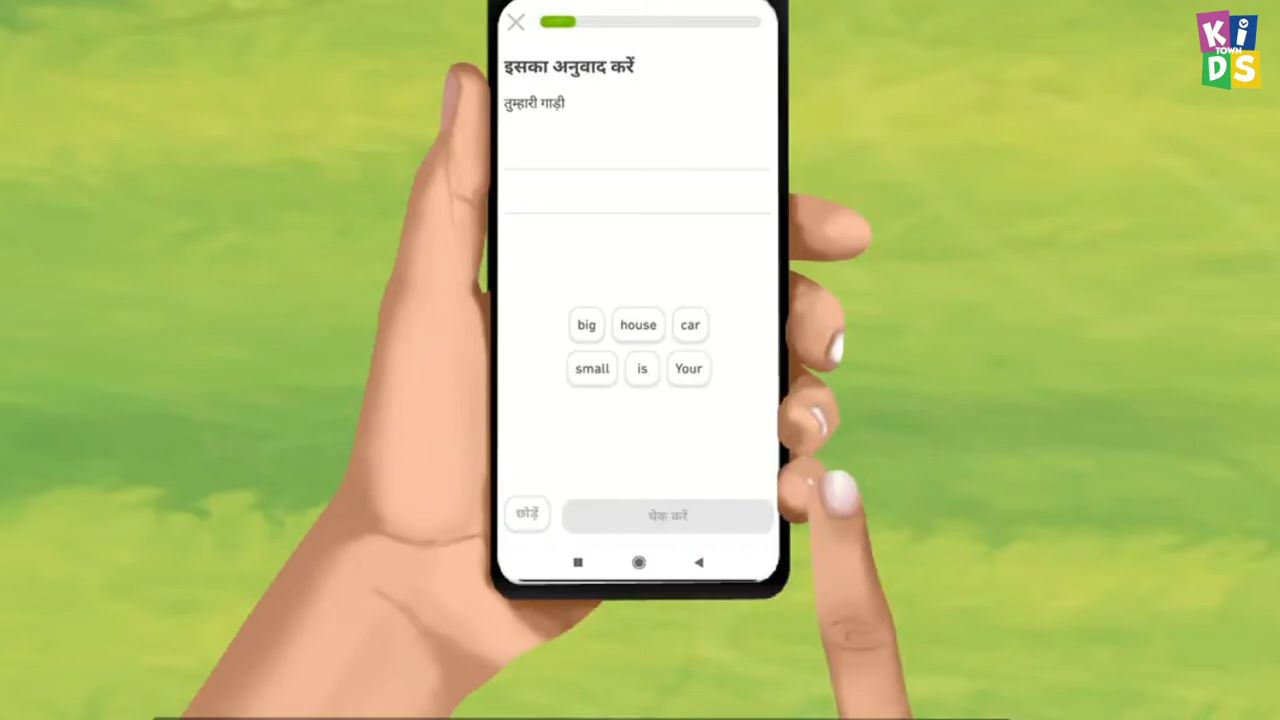 इसका अनुवाद करें
तुम्हारी गाड़ी
big house car
small is Your
छोड़ें चेक करें
KiDS TOWN